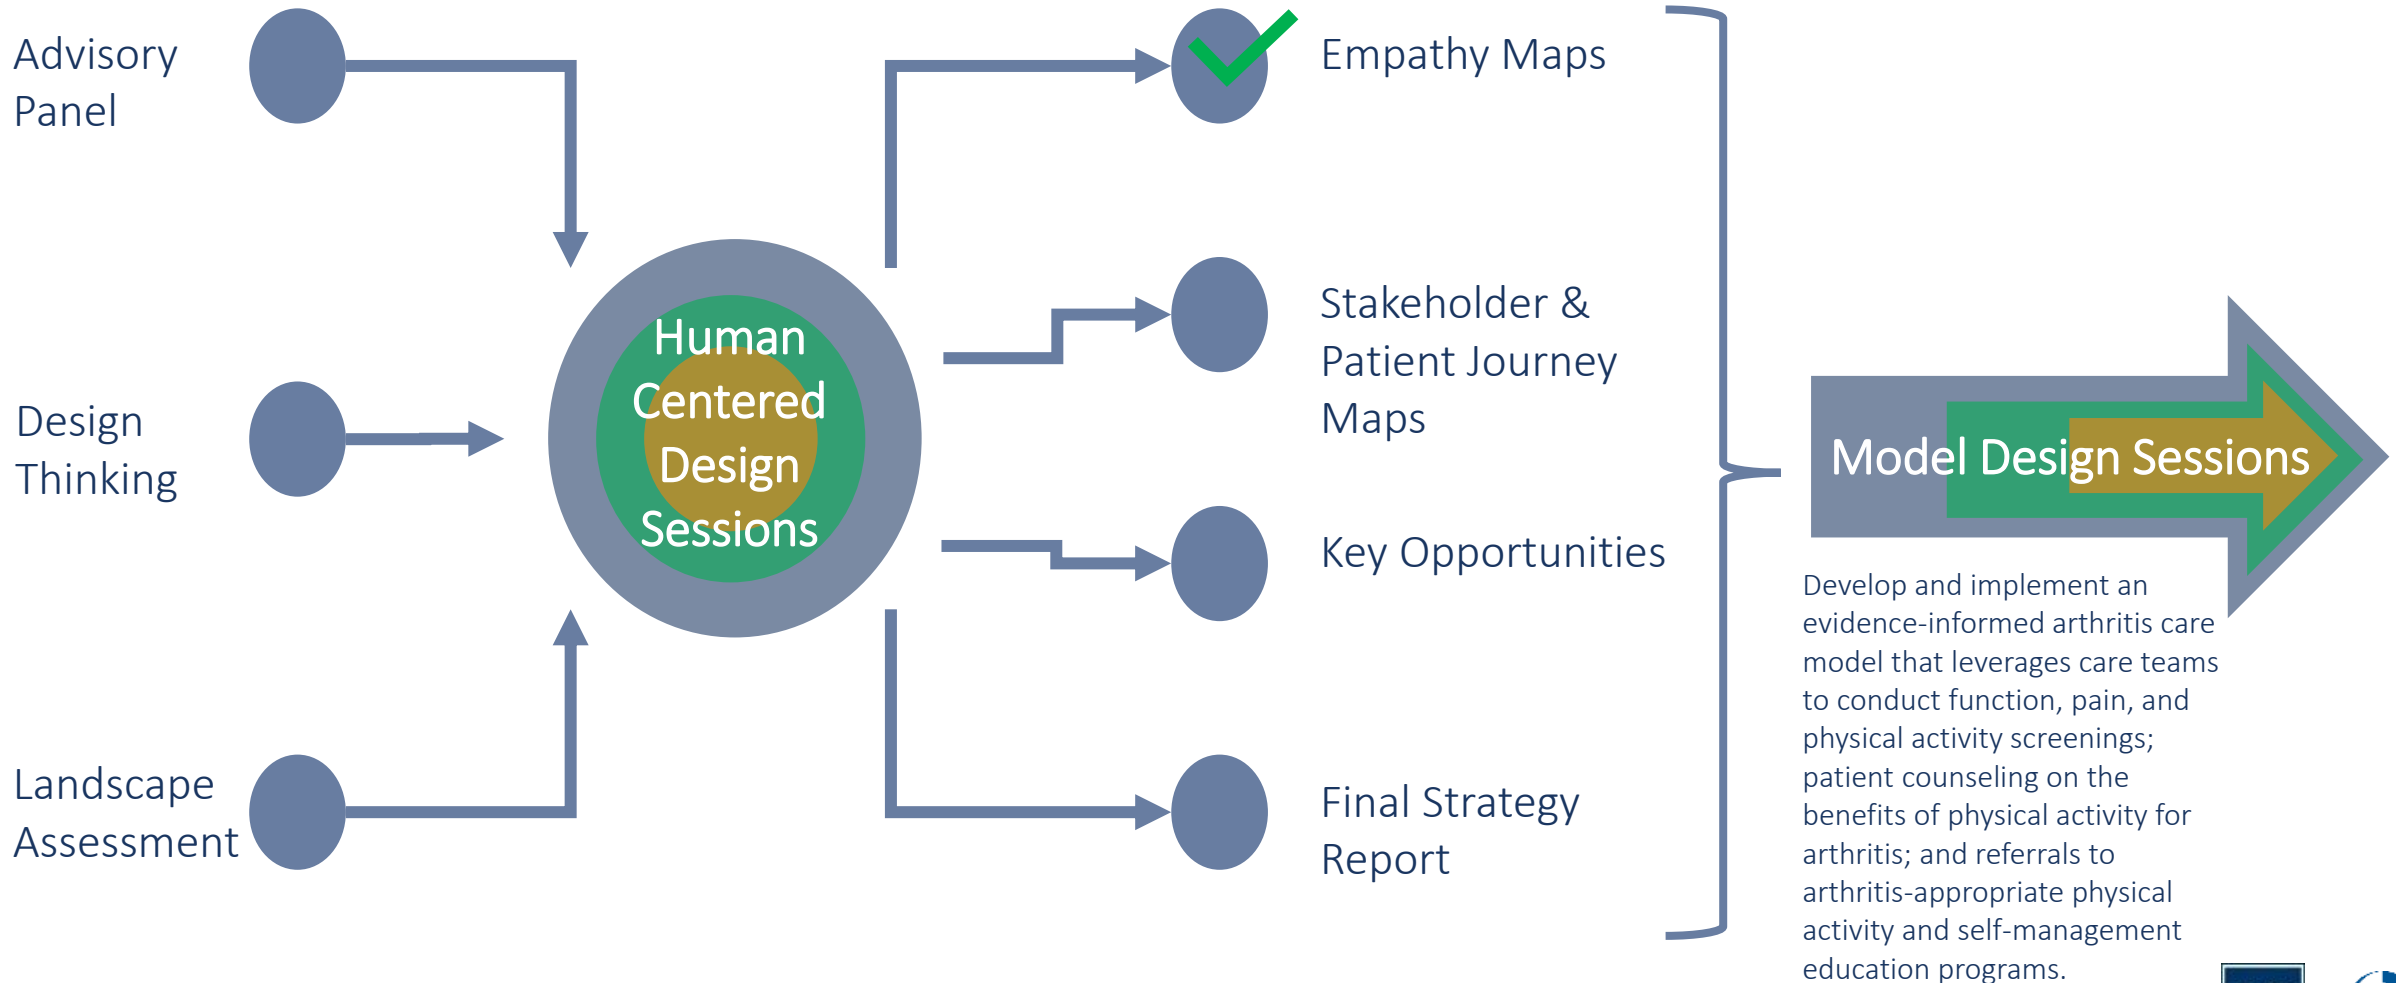 Advisory
Panel
Design
Thinking
Landscape
Assessment
Human
Centered
Design
Sessions
Empathy Maps
Stakeholder &
Patient Journey
Maps
Key Opportunities
Final Strategy
Report
Model Design Sessions
Develop and implement an
evidence-informed arthritis care
model that leverages care teams
to conduct function, pain, and
physical activity screenings;
patient counseling on the
benefits of physical activity for
arthritis; and referrals to
arthritis-appropriate physical
activity and self-management
education programs.